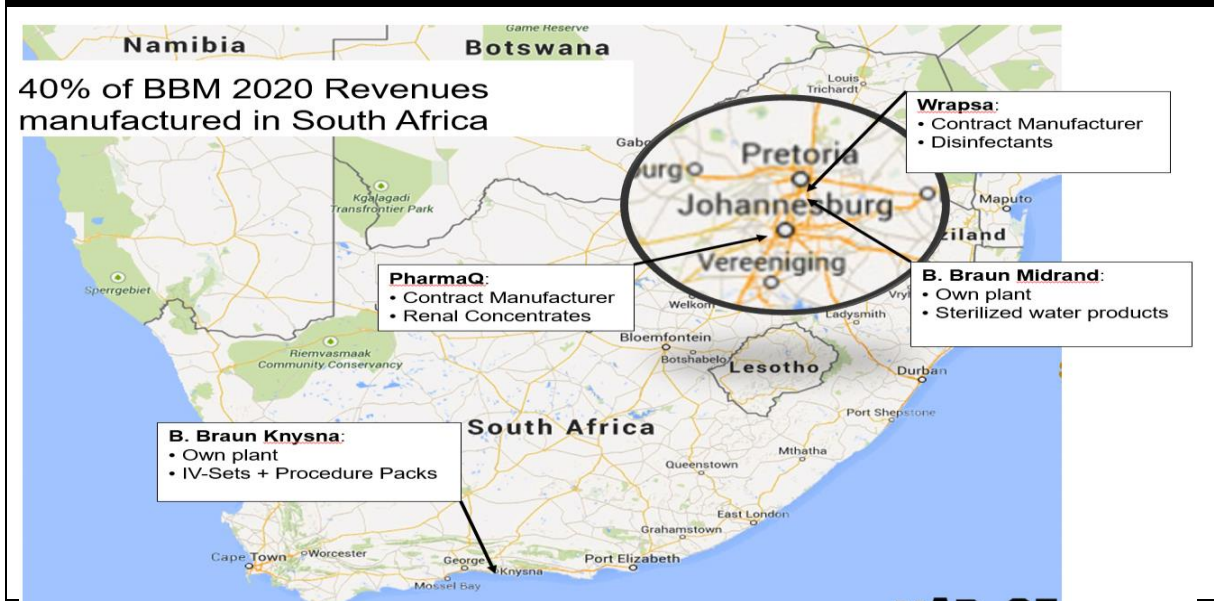 Game Reserve
Namibia
Botswana
40% of BBM 2020 Revenues
manufactured in South Africa
Louis
Trichardt
Wrapsa:
• Contract Manufacturer
• Disinfectants
Pretoria
Johannesburg
Vereeniging
Kgalagadi
Transfrontier Park
Maputo
Sperrgebiet
PharmaQ:
• Contract Manufacturer
• Renal Concentrates
B. Braun Midrand:
• Own plant
• Sterilized water products
Welkom
Ladysmith
Bloemfontein
Botshabelo
Lesotho
Durban
Riemvasmaak
Community Conservancy
Port Shepstone
South Africa
B. Braun Knysna:
• Own plant
• IV-Sets + Procedure Packs
Mthatha
Queenstown
East London
Grahamstown
Cape Town
Worcester
George
Knysna
Port Elizabeth
Mossel Bay